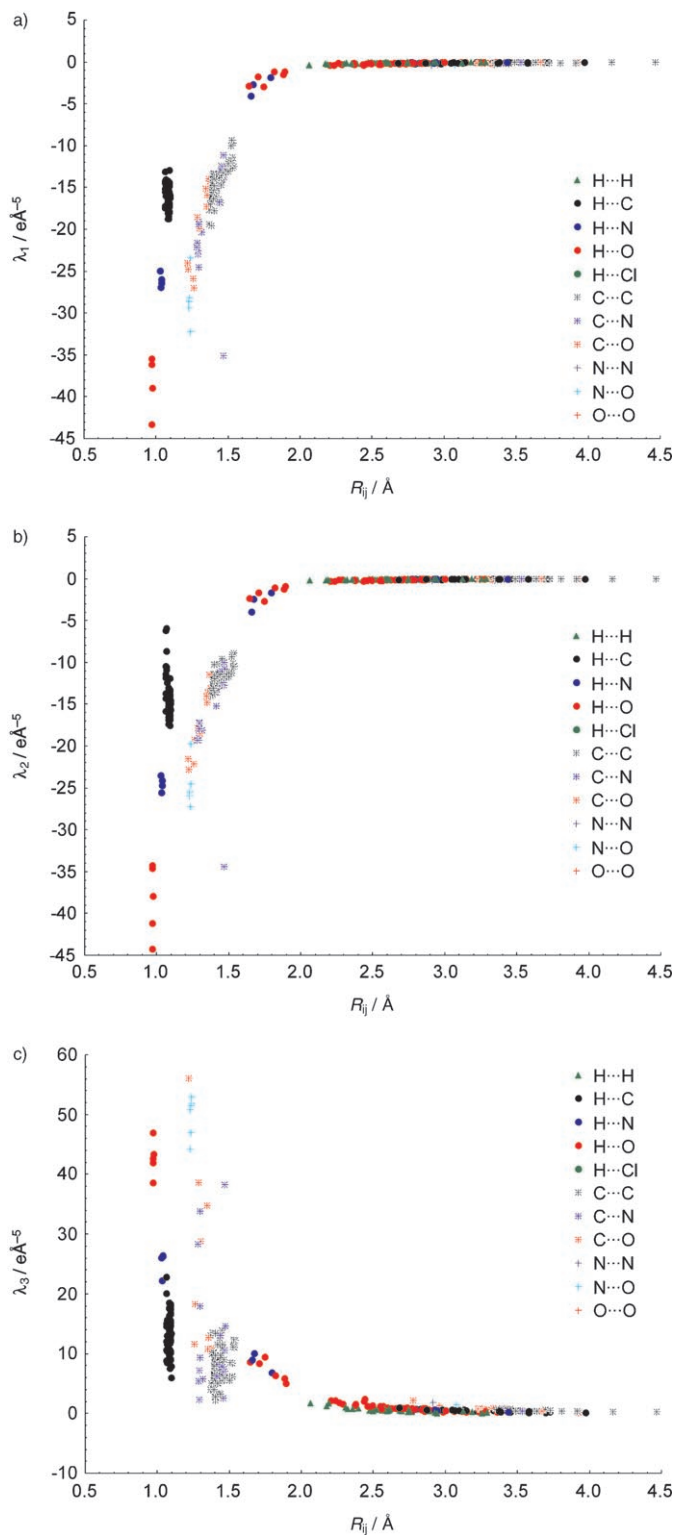 a)
5
0
-5
-10
-15
-20
-25
-30
-35
-40
-45
λ₁ / eÅ⁻⁵
H···H
H···C
H···N
H···O
H···Cl
C···C
C···N
C···O
N···N
N···O
O···O
0.5 1.0 1.5 2.0 2.5 3.0 3.5 4.0 4.5
Rᵢⱼ / Å
b)
5
0
-5
-10
-15
-20
-25
-30
-35
-40
-45
λ₂ / eÅ⁻⁵
H···H
H···C
H···N
H···O
H···Cl
C···C
C···N
C···O
N···N
N···O
O···O
0.5 1.0 1.5 2.0 2.5 3.0 3.5 4.0 4.5
Rᵢⱼ / Å
c)
60
50
40
30
20
10
0
-10
λ₃ / eÅ⁻⁵
H···H
H···C
H···N
H···O
H···Cl
C···C
C···N
C···O
N···N
N···O
O···O
0.5 1.0 1.5 2.0 2.5 3.0 3.5 4.0 4.5
Rᵢⱼ / Å